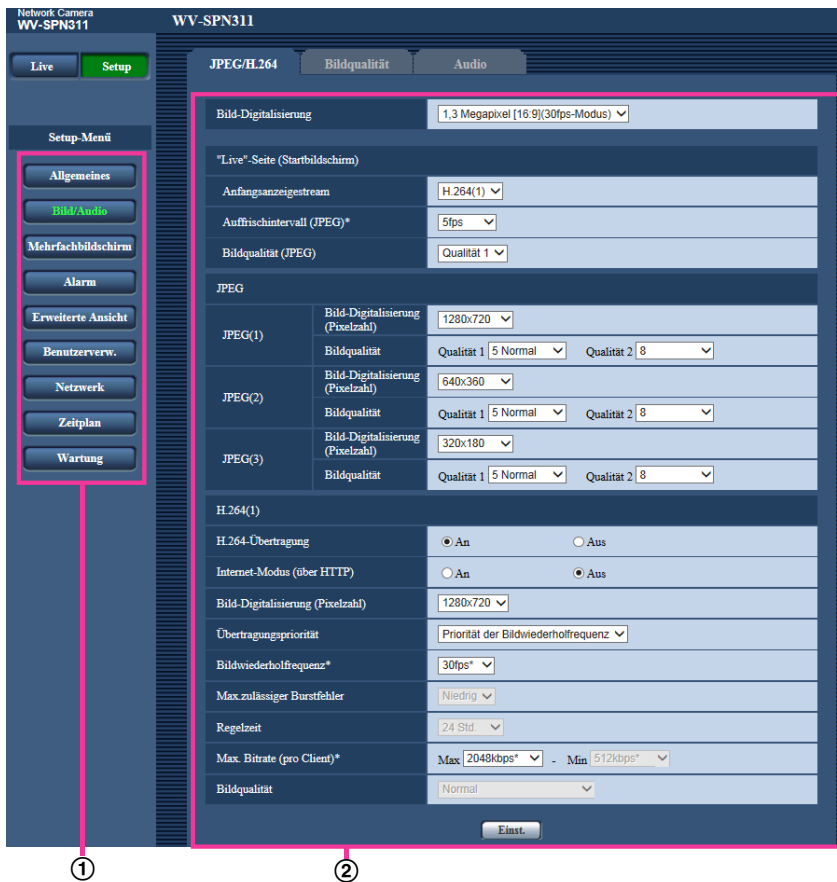 Network Camera
WV-SPN311
WV-SPN311
Live
Setup
Setup-Menü
Allgemeines
Bild/Audio
Mehrfachbildschirm
Alarm
Erweiterte Ansicht
Benutzerverw.
Netzwerk
Zeitplan
Wartung
JPEG/H.264
Bildqualität
Audio
Bild-Digitalisierung
1,3 Megapixel [16:9](30fps-Modus)
"Live"-Seite (Startbildschirm)
Anfangsanzeigestream
H.264(1)
Auffrischintervall (JPEG)*
5fps
Bildqualität (JPEG)
Qualität 1
JPEG
JPEG(1)
Bild-Digitalisierung
(Pixelzahl)
1280x720
Bildqualität
Qualität 1 5 Normal Qualität 2 8
JPEG(2)
Bild-Digitalisierung
(Pixelzahl)
640x360
Bildqualität
Qualität 1 5 Normal Qualität 2 8
JPEG(3)
Bild-Digitalisierung
(Pixelzahl)
320x180
Bildqualität
Qualität 1 5 Normal Qualität 2 8
H.264(1)
H.264-Übertragung
An Aus
Internet-Modus (über HTTP)
An Aus
Bild-Digitalisierung (Pixelzahl)
1280x720
Übertragungspriorität
Priorität der Bildwiederholfrequenz
Bildwiederholfrequenz*
30fps*
Max.zulässiger Burstfehler
Niedrig
Regelzeit
24 Std.
Max. Bitrate (pro Client)*
Max 2048kbps* - Min 512kbps*
Bildqualität
Normal
Einst.
① ②